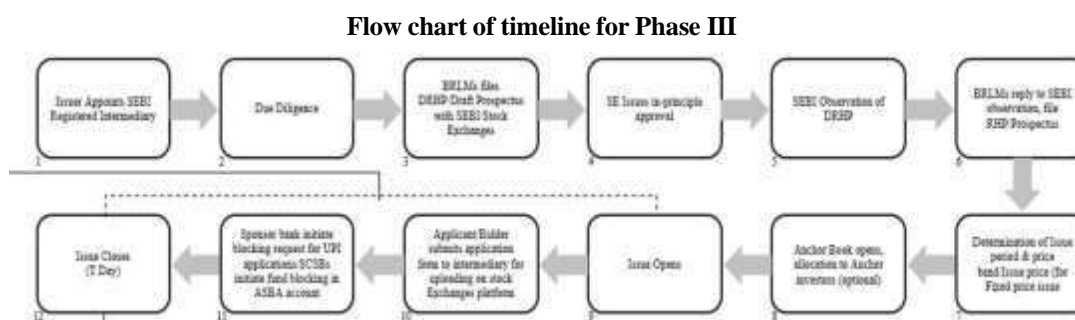 Flow chart of timeline for Phase III
Issuer Appoints SEBI
Registered Intermediary
1
Due Diligence
2
BRLMs files
DRHP/Draft Prospectus
with SEBI Stock
Exchanges
3
SE Issues in-principle
approval
4
SEBI Observation of
DRHP
5
BRLMs reply to SEBI
observation, file
RHP Prospectus
6
Determination of Issue
period & price
band Issue price (for
Fixed price issue
7
Anchor Book opens,
allocation to Anchor
investors (optional)
8
Issue Opens
9
Applicant/Bidder
submits application
form to intermediary for
uploading on stock
Exchanges platform
10
Sponsor bank initiate
blocking request for UPI
applications/SCSBs
initiate fund blocking in
ASBA account
11
Issue Closes
(T Day)
12